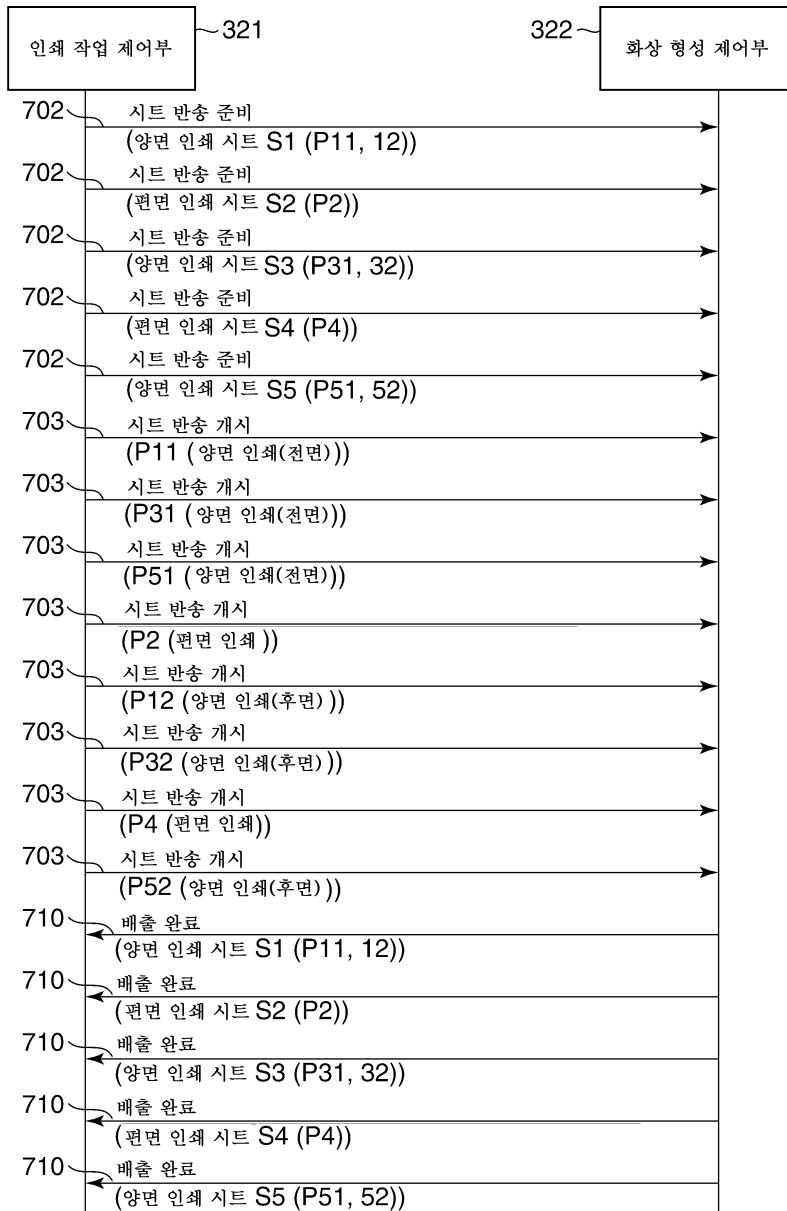 인쇄 작업 제어부 321 322 화상 형성 제어부
702 시트 반송 준비
(양면 인쇄 시트 S1 (P11, 12))
702 시트 반송 준비
(편면 인쇄 시트 S2 (P2))
702 시트 반송 준비
(양면 인쇄 시트 S3 (P31, 32))
702 시트 반송 준비
(편면 인쇄 시트 S4 (P4))
702 시트 반송 준비
(양면 인쇄 시트 S5 (P51, 52))
703 시트 반송 개시
(P11 (양면 인쇄(전면)))
703 시트 반송 개시
(P31 (양면 인쇄(전면)))
703 시트 반송 개시
(P51 (양면 인쇄(전면)))
703 시트 반송 개시
(P2 (편면 인쇄 ))
703 시트 반송 개시
(P12 (양면 인쇄(후면) ))
703 시트 반송 개시
(P32 (양면 인쇄(후면) ))
703 시트 반송 개시
(P4 (편면 인쇄))
703 시트 반송 개시
(P52 (양면 인쇄(후면) ))
710 배출 완료
(양면 인쇄 시트 S1 (P11, 12))
710 배출 완료
(편면 인쇄 시트 S2 (P2))
710 배출 완료
(양면 인쇄 시트 S3 (P31, 32))
710 배출 완료
(편면 인쇄 시트 S4 (P4))
710 배출 완료
(양면 인쇄 시트 S5 (P51, 52))